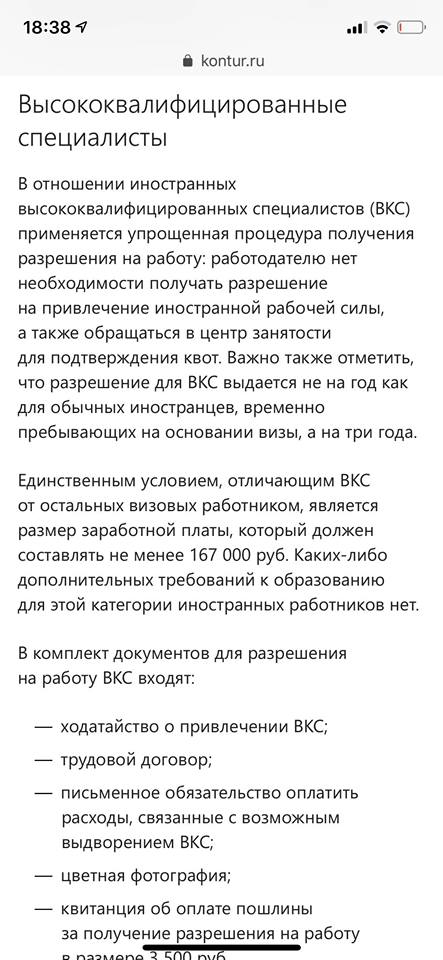 18:38
kontur.ru
Высококвалифицированные
специалисты
В отношении иностранных
высококвалифицированных специалистов (ВКС)
применяется упрощенная процедура получения
разрешения на работу: работодателю нет
необходимости получать разрешение
на привлечение иностранной рабочей силы,
а также обращаться в центр занятости
для подтверждения квот. Важно также отметить,
что разрешение для ВКС выдается не на год как
для обычных иностранцев, временно
пребывающих на основании визы, а на три года.
Единственным условием, отличающим ВКС
от остальных визовых работником, является
размер заработной платы, который должен
составлять не менее 167 000 руб. Каких-либо
дополнительных требований к образованию
для этой категории иностранных работников нет.
В комплект документов для разрешения
на работу ВКС входят:
— ходатайство о привлечении ВКС;
— трудовой договор;
— письменное обязательство оплатить
расходы, связанные с возможным
выдворением ВКС;
— цветная фотография;
— квитанция об оплате пошлины
за получение разрешения на работу
в размере 3 500 руб.